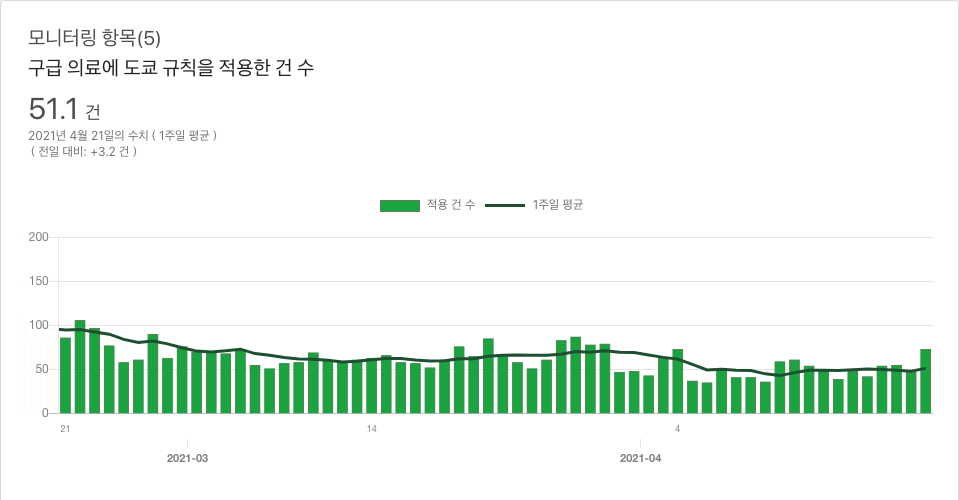 모니터링 항목(5)
구급 의료에 도쿄 규칙을 적용한 건 수
51.1 건
2021년 4월 21일의 수치 ( 1주일 평균 )
( 전일 대비: +3.2 건 )
적용 건 수 1주일 평균
200
150
100
50
0
21 14 4
2021-03 2021-04